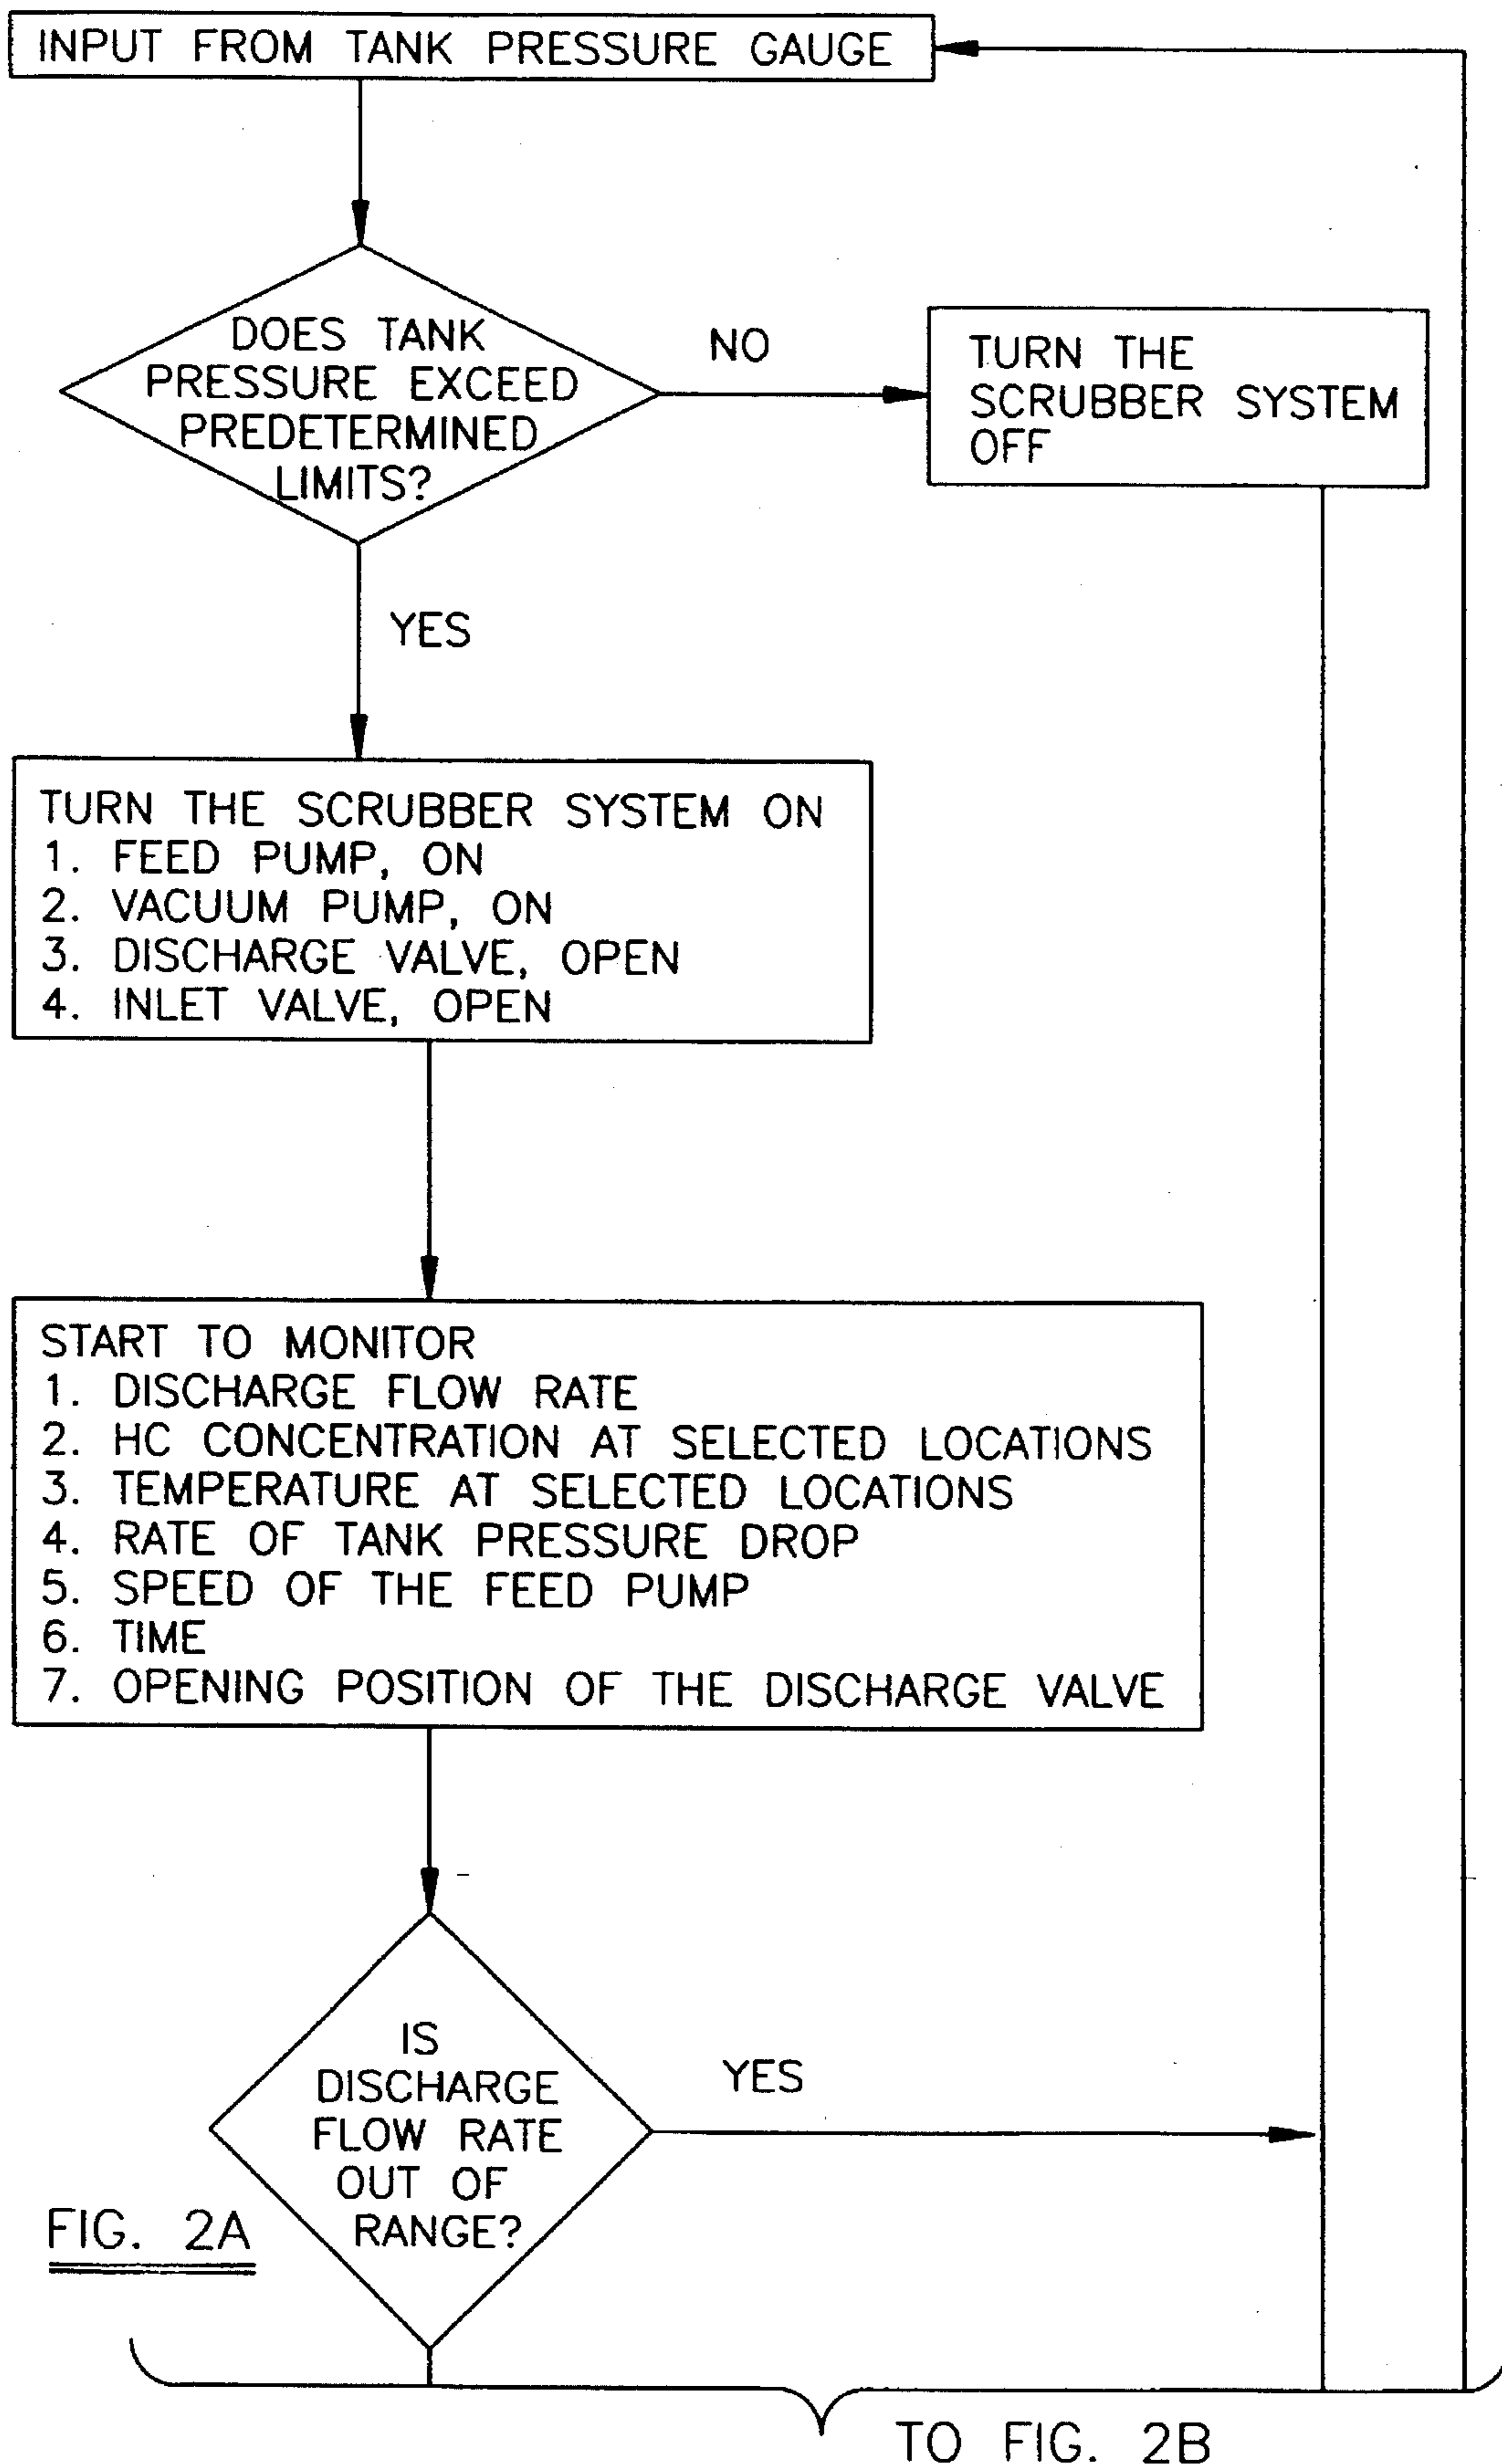 INPUT FROM TANK PRESSURE GAUGE
DOES TANK
PRESSURE EXCEED
PREDETERMINED
LIMITS?
NO
TURN THE
SCRUBBER SYSTEM
OFF
YES
TURN THE SCRUBBER SYSTEM ON
1. FEED PUMP, ON
2. VACUUM PUMP, ON
3. DISCHARGE VALVE, OPEN
4. INLET VALVE, OPEN
START TO MONITOR
1. DISCHARGE FLOW RATE
2. HC CONCENTRATION AT SELECTED LOCATIONS
3. TEMPERATURE AT SELECTED LOCATIONS
4. RATE OF TANK PRESSURE DROP
5. SPEED OF THE FEED PUMP
6. TIME
7. OPENING POSITION OF THE DISCHARGE VALVE
IS
DISCHARGE
FLOW RATE
OUT OF
RANGE?
YES
FIG. 2A
TO FIG. 2B